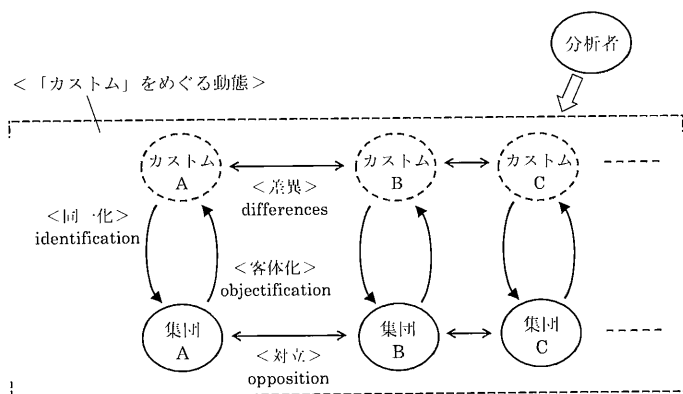 分析者
<「カストム」をめぐる動態>
カストム
A
カストム
B
カストム
C
<差異>
differences
<同一化>
identification
<客体化>
objectification
集団
A
集団
B
集団
C
<対立>
opposition